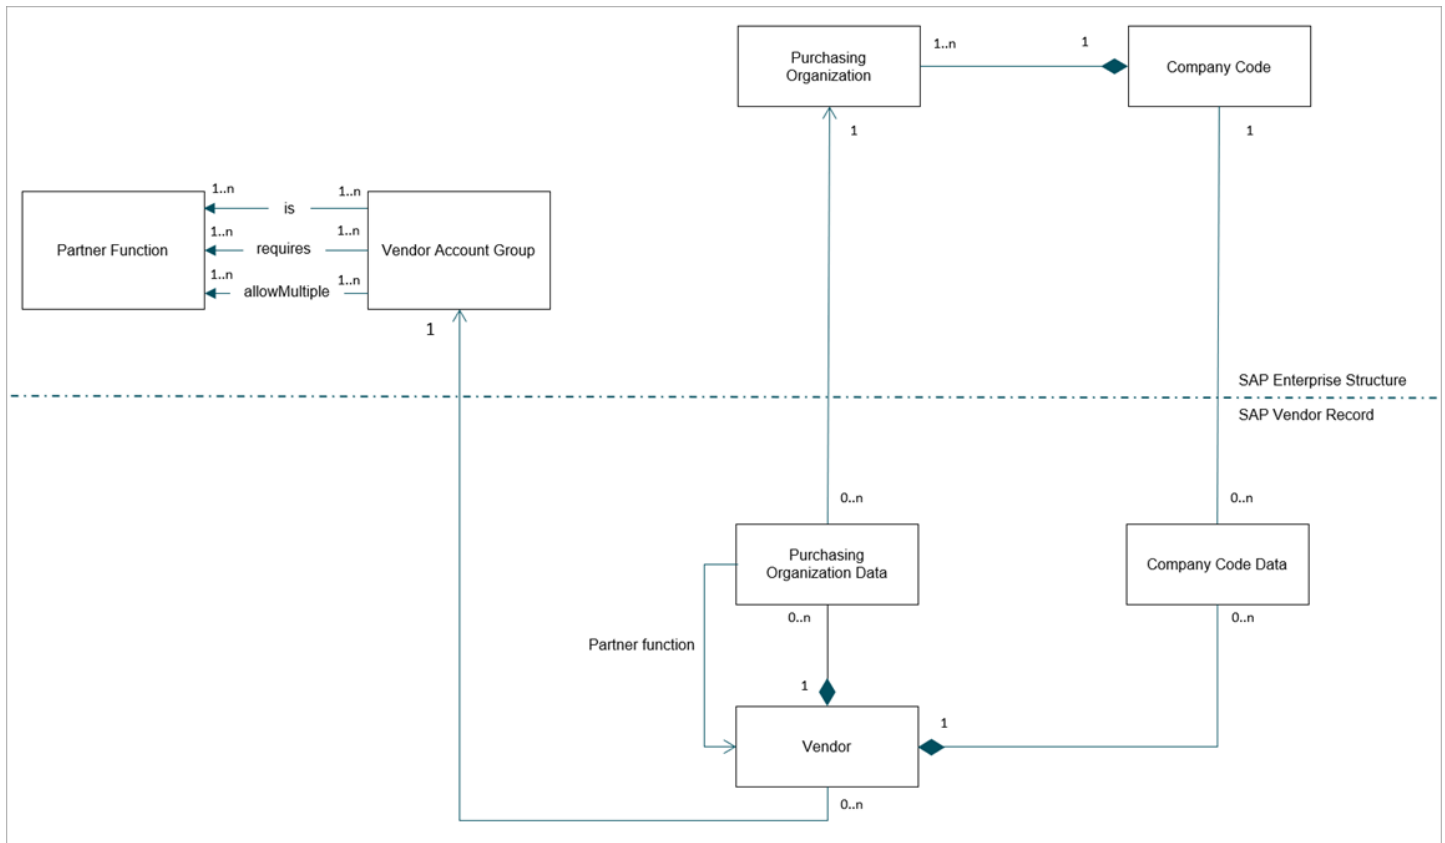 Purchasing
Organization
1..n
1
Company Code
1
1
Partner Function
1..n
is
1..n
1..n
requires
1..n
1..n
allowMultiple
1..n
Vendor Account Group
1
SAP Enterprise Structure
SAP Vendor Record
0..n
0..n
Purchasing
Organization Data
Company Code Data
0..n
0..n
Partner function
1
Vendor
1
0..n